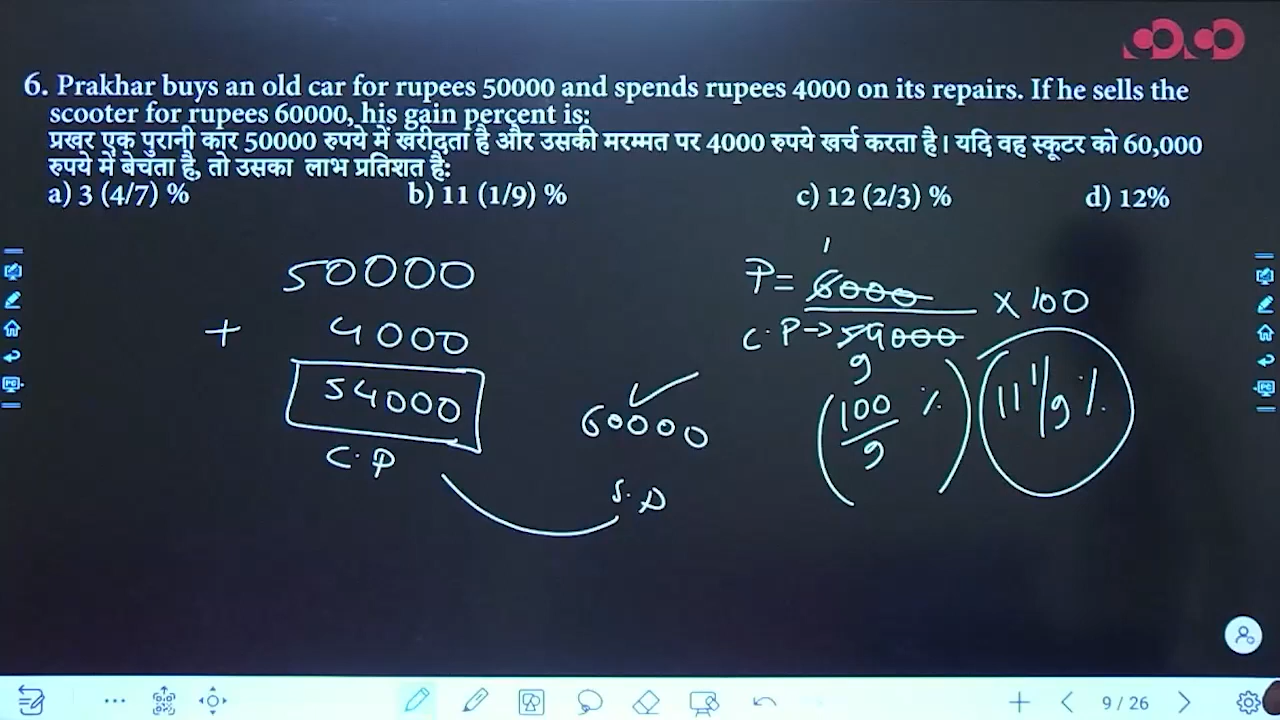 6. Prakhar buys an old car for rupees 50000 and spends rupees 4000 on its repairs. If he sells the
scooter for rupees 60000, his gain percent is:
प्रखर एक पुरानी कार 50000 रुपये में खरीदता है और उसकी मरम्मत पर 4000 रुपये खर्च करता है। यदि वह स्कूटर को 60,000
रुपये में बेचता है, तो उसका लाभ प्रतिशत है:
a) 3 (4/7) % b) 11 (1/9) % c) 12 (2/3) % d) 12%
50000
+ 4000
54000
C.P
60000
S.P
1
P= 6000 × 100
C.P→ 54000
9
(100/9 %) 11 1/9 %
9 / 26